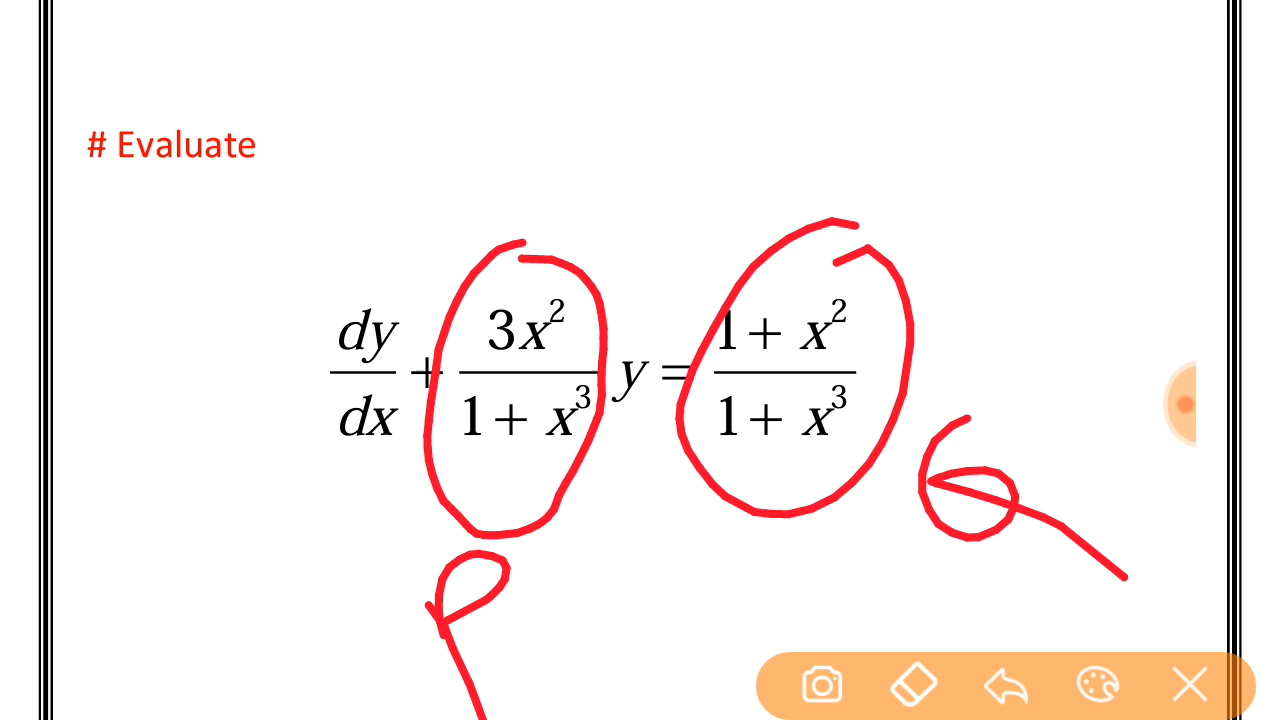 # Evaluate
dy/dx + 3x²/(1 + x³) y = (1 + x²)/(1 + x³)
P
Q